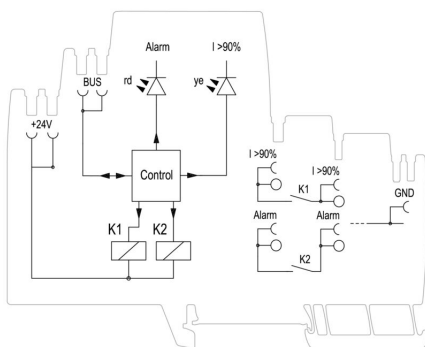 Alarm
I >90%
BUS
rd
ye
+24V
Control
I >90%
I >90%
K1
GND
Alarm
Alarm
K1
K2
K2